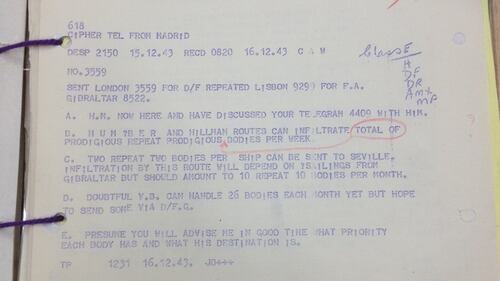 618
CIPHER TEL FROM MADRID
DESP 2150 15.12.43 RECD 0820 16.12.43 C A W
NO.3559
SENT LONDON 3559 FOR D/F REPEATED LISBON 9299 FOR F.A.
GIBRALTAR 8522.
A. H.N. NOW HERE AND HAVE DISCUSSED YOUR TELEGRAM 4409 WITH HIM.
B. H U M B ER AND HILLMAN ROUTES CAN INFILTRATE TOTAL OF
PRODIGIOUS REPEAT PRODIGIOUS BODIES PER WEEK.
C. TWO REPEAT TWO BODIES PER SHIP CAN BE SENT TO SEVILLE.
INFILTRATION BY THIS ROUTE WILL DEPEND ON SAILINGS FROM
GIBRALTAR BUT SHOULD AMOUNT TO 10 REPEAT 10 BODIES PER MONTH.
D. DOUBTFUL V.B. CAN HANDLE 26 BODIES EACH MONTH YET BUT HOPE
TO SEND SOME VIA D/F.G.
E. PRESUME YOU WILL ADVISE ME IN GOOD TIME WHAT PRIORITY
EACH BODY HAS AND WHAT HIS DESTINATION IS.
TP 1231 16.12.43. JD+++
H
DF
DR
MF